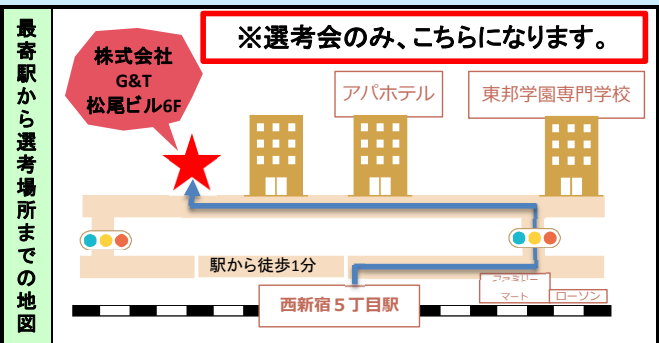 最寄駅から選考場所までの地図
※選考会のみ、こちらになります。
株式会社
G&T
松尾ビル6F
アパホテル
東邦学園専門学校
駅から徒歩1分
西新宿５丁目駅
ファミリー
マート
ローソン